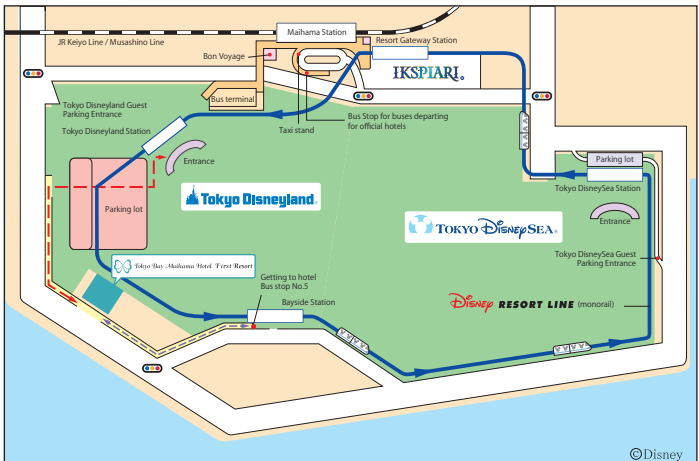 Maihama Station
JR Keiyo Line / Musashino Line
Resort Gateway Station
Bon Voyage
IKSPIARI®
Bus terminal
Tokyo Disneyland Guest
Parking Entrance
Tokyo Disneyland Station
Taxi stand
Bus Stop for buses departing
for official hotels
Entrance
Parking lot
Tokyo DisneySea Station
Tokyo Disneyland®
Parking lot
Entrance
TOKYO DisneySEA®
Tokyo DisneySea Guest
Parking Entrance
Tokyo Bay Maihama Hotel First Resort
Getting to hotel
Bus stop No.5
Bayside Station
Disney RESORT LINE (monorail)
©Disney